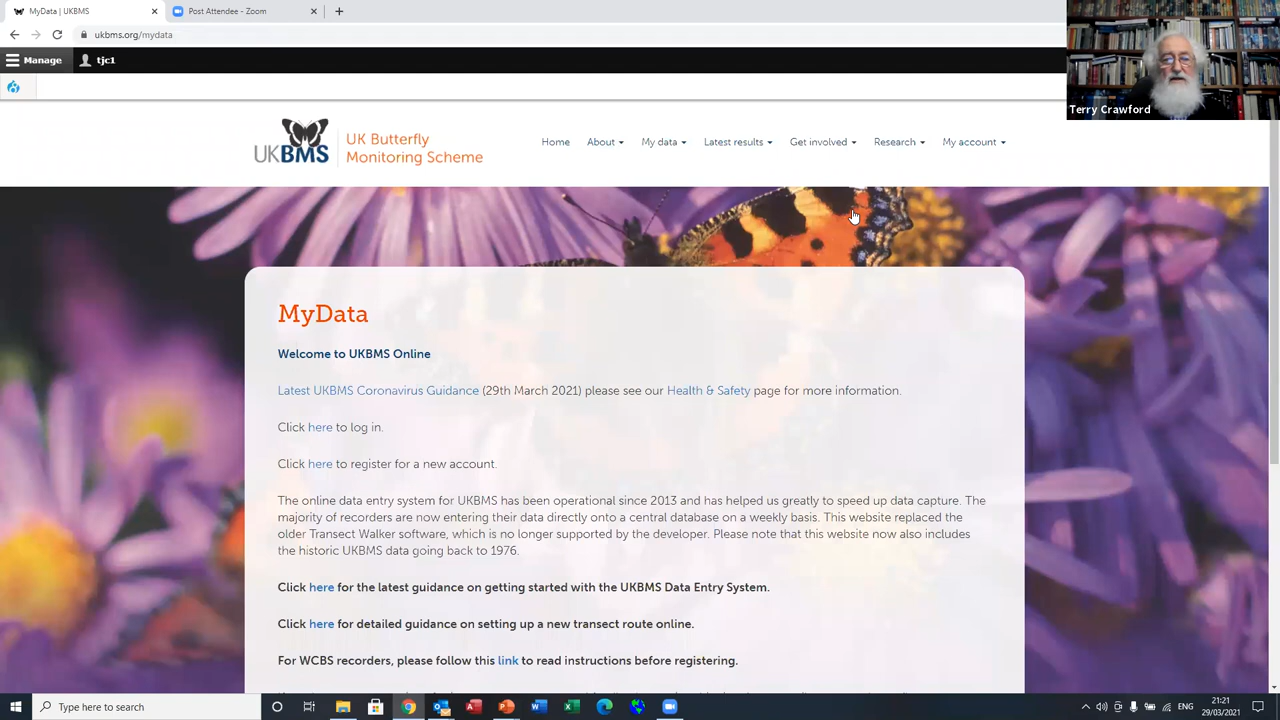 MyData | UKBMS
Post Attendee - Zoom
ukbms.org/mydata
Manage
tjc1
Terry Crawford
UKBMS
UK Butterfly
Monitoring Scheme
Home
About
My data
Latest results
Get involved
Research
My account
MyData
Welcome to UKBMS Online
Latest UKBMS Coronavirus Guidance (29th March 2021) please see our Health & Safety page for more information.
Click here to log in.
Click here to register for a new account.
The online data entry system for UKBMS has been operational since 2013 and has helped us greatly to speed up data capture. The
majority of recorders are now entering their data directly onto a central database on a weekly basis. This website replaced the
older Transect Walker software, which is no longer supported by the developer. Please note that this website now also includes
the historic UKBMS data going back to 1976.
Click here for the latest guidance on getting started with the UKBMS Data Entry System.
Click here for detailed guidance on setting up a new transect route online.
For WCBS recorders, please follow this link to read instructions before registering.
Type here to search
ENG
21:21
29/03/2021